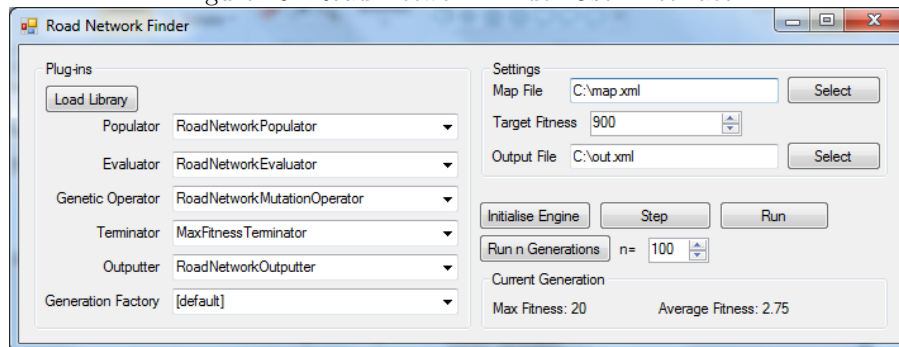 Road Network Finder
Plug-ins
Load Library
Populator RoadNetworkPopulator
Evaluator RoadNetworkEvaluator
Genetic Operator RoadNetworkMutationOperator
Terminator MaxFitnessTerminator
Outputter RoadNetworkOutputter
Generation Factory [default]
Settings
Map File C:\map.xml Select
Target Fitness 900
Output File C:\out.xml Select
Initialise Engine Step Run
Run n Generations n= 100
Current Generation
Max Fitness: 20 Average Fitness: 2.75